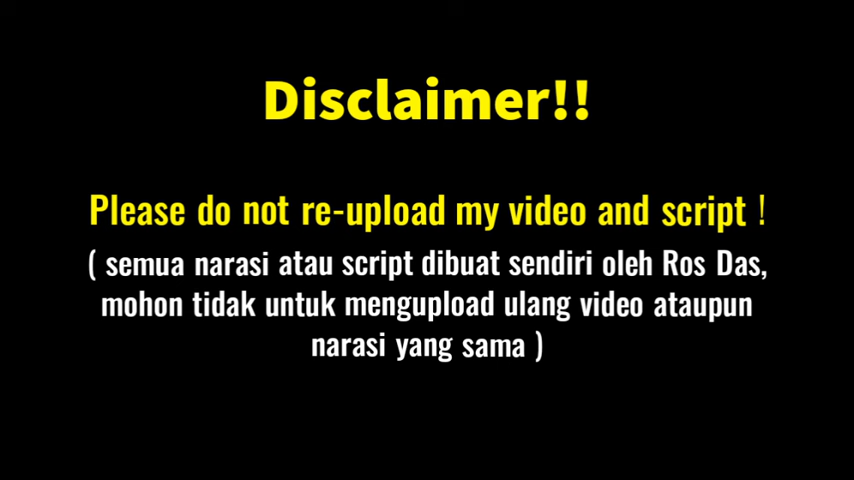 Disclaimer!!
Please do not re-upload my video and script !
( semua narasi atau script dibuat sendiri oleh Ros Das,
mohon tidak untuk mengupload ulang video ataupun
narasi yang sama )